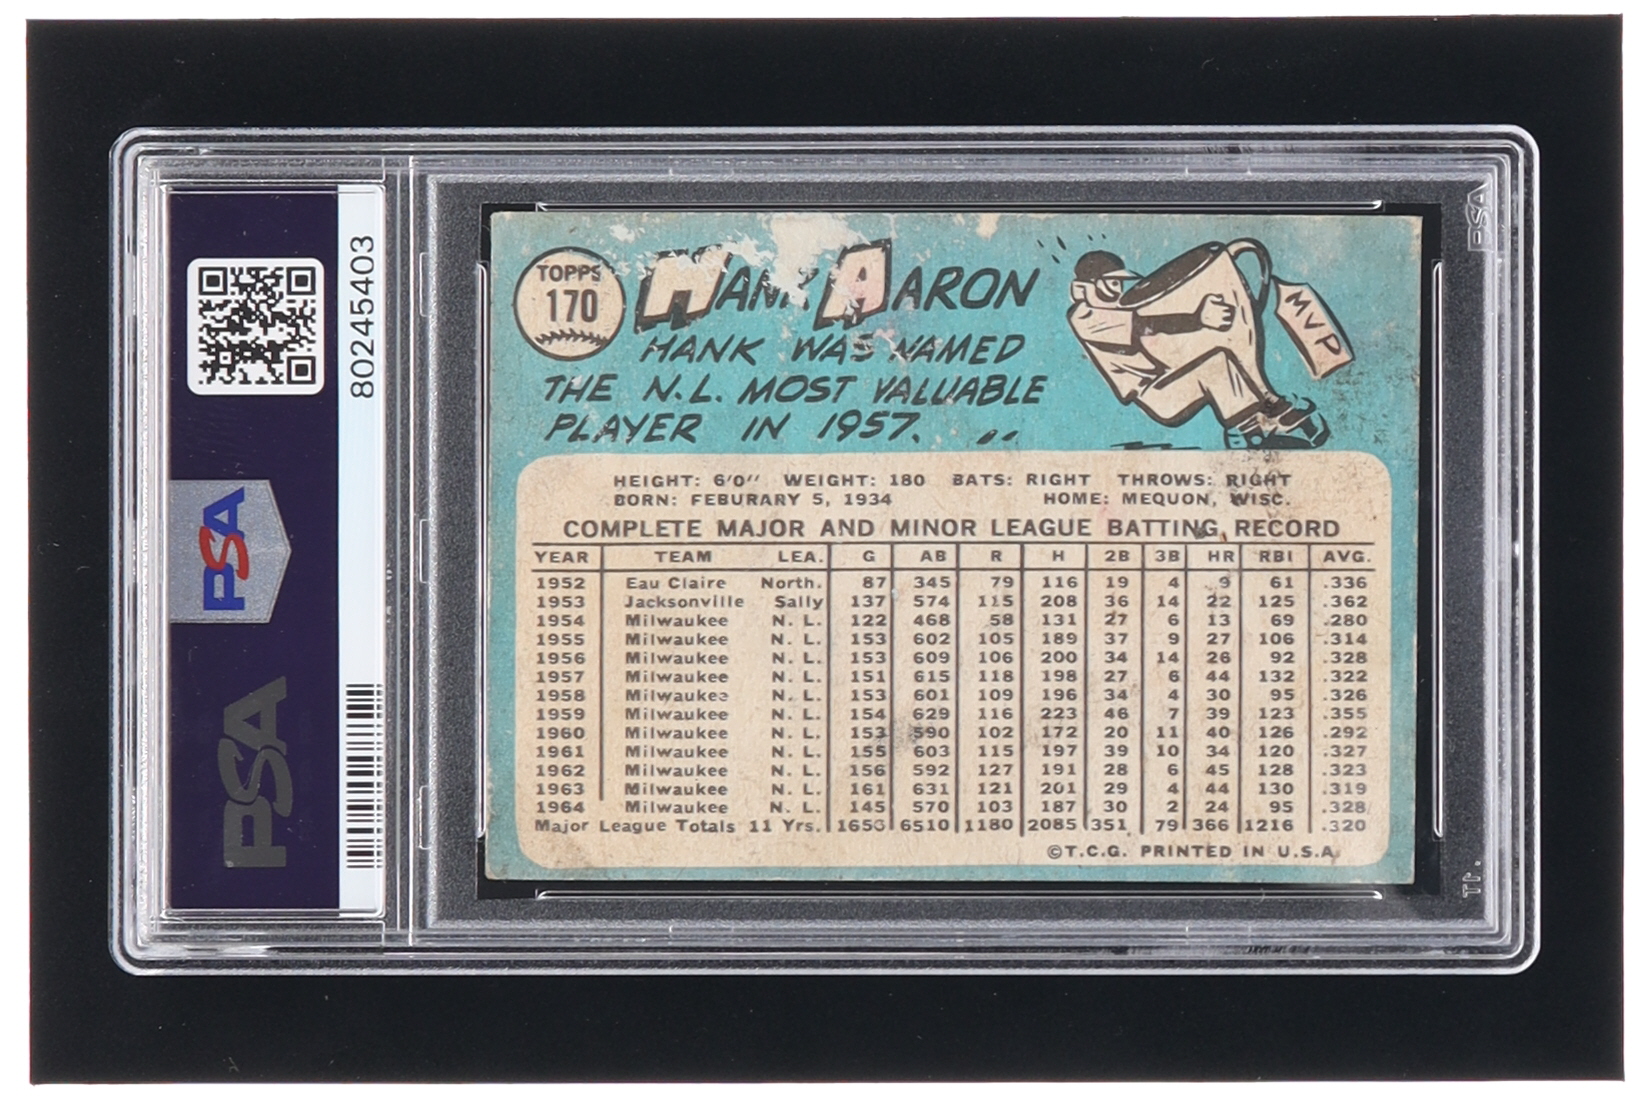 80245403
PSA
PSA
TOPPS
170
HANK AARON
HANK WAS NAMED
THE N.L. MOST VALUABLE
PLAYER IN 1957.
MVP
HEIGHT: 6'0" WEIGHT: 180 BATS: RIGHT THROWS: RIGHT
BORN: FEBURARY 5, 1934 HOME: MEQUON, WISC.
COMPLETE MAJOR AND MINOR LEAGUE BATTING RECORD
YEAR TEAM LEA. G AB R H 2B 3B HR RBI AVG.
1952 Eau Claire North. 87 345 79 116 19 4 9 61 .336
1953 Jacksonville Sally 137 574 115 208 36 14 22 125 .362
1954 Milwaukee N. L. 122 468 58 131 27 6 13 69 .280
1955 Milwaukee N. L. 153 602 105 189 37 9 27 106 .314
1956 Milwaukee N. L. 153 609 106 200 34 14 26 92 .328
1957 Milwaukee N. L. 151 615 118 198 27 6 44 132 .322
1958 Milwaukee N. L. 153 601 109 196 34 4 30 95 .326
1959 Milwaukee N. L. 154 629 116 223 46 7 39 123 .355
1960 Milwaukee N. L. 153 590 102 172 20 11 40 126 .292
1961 Milwaukee N. L. 155 603 115 197 39 10 34 120 .327
1962 Milwaukee N. L. 156 592 127 191 28 6 45 128 .323
1963 Milwaukee N. L. 161 631 121 201 29 4 44 130 .319
1964 Milwaukee N. L. 145 570 103 187 30 2 24 95 .328
Major League Totals 11 Yrs. 6510 1180 2085 351 79 366 1216 .320
©T.C.G. PRINTED IN U.S.A.
PSA